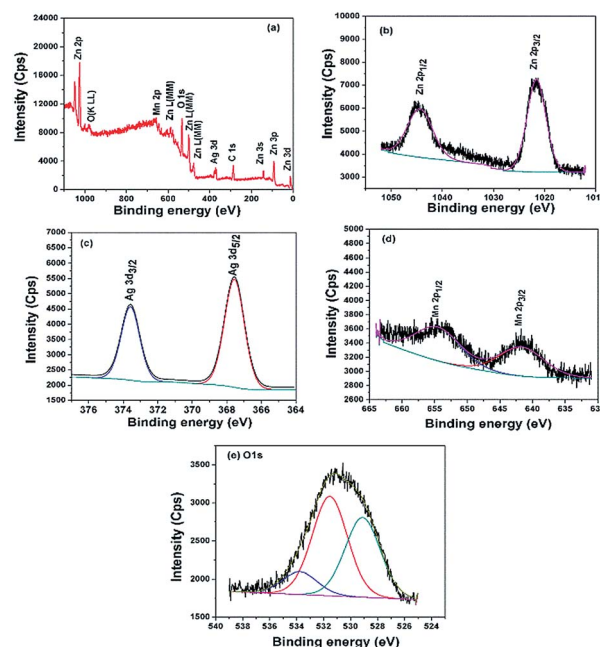 (a)
Intensity (Cps)
24000
20000
16000
12000
8000
4000
0
Zn 2p
O(K LL)
Mn 2p
Zn L(MM)
O 1s
Zn L(MM)
Zn L(MM)
Ag 3d
C 1s
Zn 3s
Zn 3p
Zn 3d
1000 800 600 400 200 0
Binding energy (eV)
(b)
Intensity (Cps)
10000
9000
8000
7000
6000
5000
4000
3000
Zn 2p1/2
Zn 2p3/2
1050 1040 1030 1020 101
Binding energy (eV)
(c)
Intensity (Cps)
7000
6500
6000
5500
5000
4500
4000
3500
3000
2500
2000
1500
Ag 3d3/2
Ag 3d5/2
376 374 372 370 368 366 364
Binding energy (eV)
(d)
Intensity (Cps)
5000
4800
4600
4400
4200
4000
3800
3600
3400
3200
3000
2800
2600
Mn 2p1/2
Mn 2p3/2
665 660 655 650 645 640 635 63
Binding energy (eV)
(e) O1s
Intensity (Cps)
3500
3000
2500
2000
1500
540 538 536 534 532 530 528 526 524
Binding energy (eV)